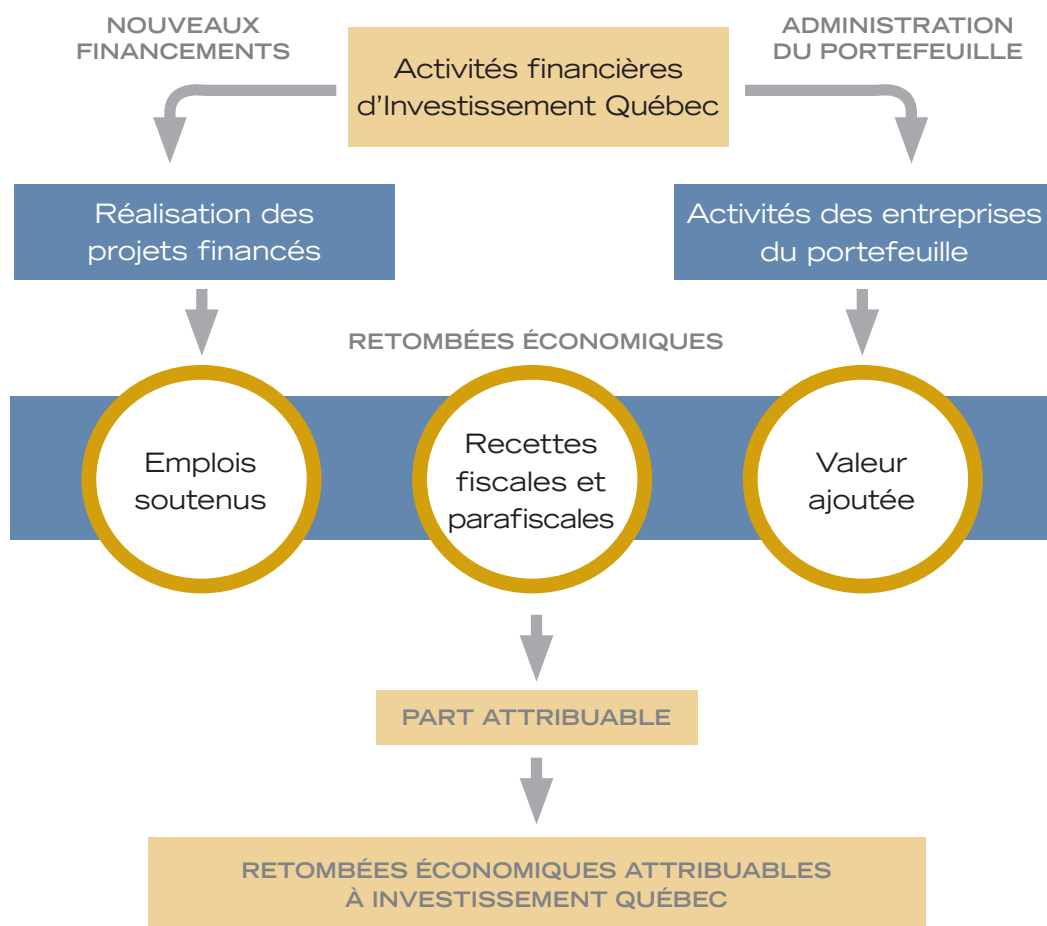 NOUVEAUX
FINANCEMENTS
Activités financières
d'Investissement Québec
ADMINISTRATION
DU PORTEFEUILLE
Réalisation des
projets financés
Activités des entreprises
du portefeuille
RETOMBÉES ÉCONOMIQUES
Emplois
soutenus
Recettes
fiscales et
parafiscales
Valeur
ajoutée
PART ATTRIBUABLE
RETOMBÉES ÉCONOMIQUES ATTRIBUABLES
À INVESTISSEMENT QUÉBEC